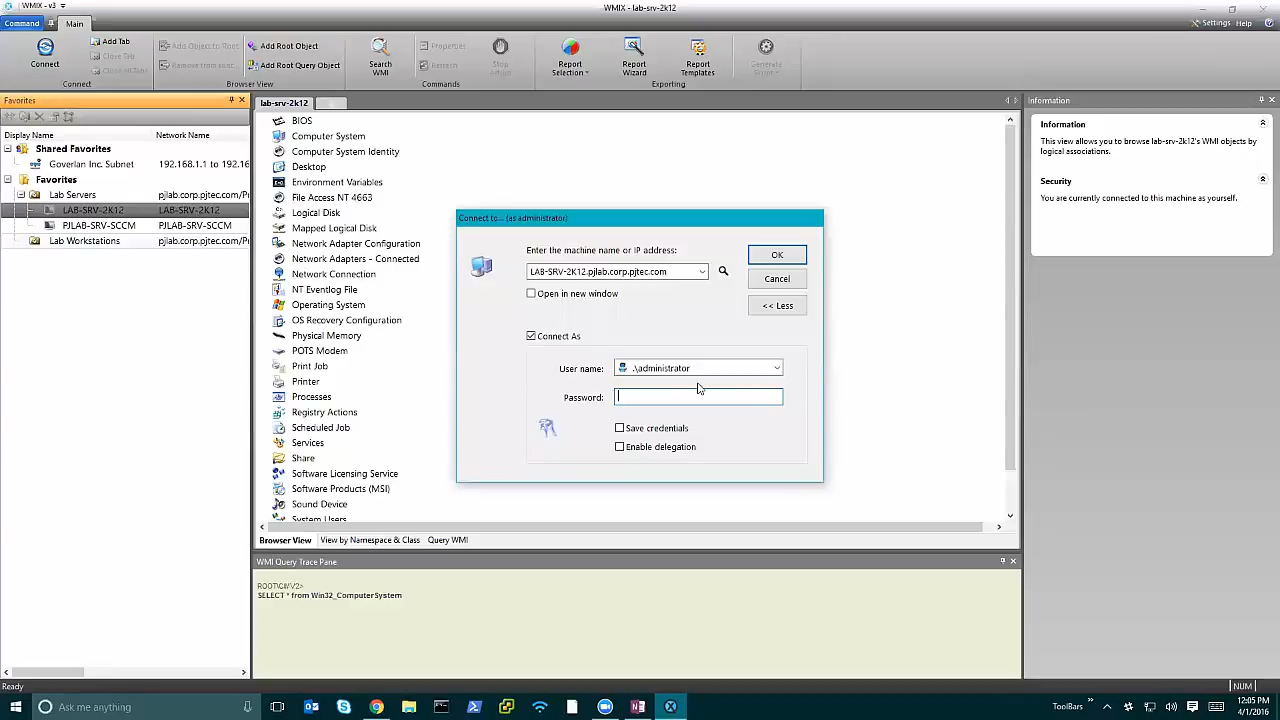 WMIX - v3
WMIX - lab-srv-2k12
Command
Main
Settings
Help
Connect
Add Tab
Close Tab
Close All Tabs
Connect
Add Object to Root
Remove from
Add Root Object
Add Root Query Object
Browser View
Search
WMI
Properties
Refresh
Stop
Action
Commands
Report
Selection
Report
Wizard
Report
Templates
Exporting
Generate
Script
Favorites
Display Name
Network Name
Shared Favorites
Goverlan Inc. Subnet
192.168.1.1 to 192.16
Favorites
Lab Servers
pjlab.corp.pjtec.com/P
LAB-SRV-2K12
LAB-SRV-2K12
PJLAB-SRV-SCCM
PJLAB-SRV-SCCM
Lab Workstations
pjlab.corp.pjtec.com/P
lab-srv-2k12
BIOS
Computer System
Computer System Identity
Desktop
Environment Variables
File Access NT 4663
Logical Disk
Mapped Logical Disk
Network Adapter Configuration
Network Adapters - Connected
Network Connection
NT Eventlog File
Operating System
OS Recovery Configuration
Physical Memory
POTS Modem
Print Job
Printer
Processes
Registry Actions
Scheduled Job
Services
Share
Software Licensing Service
Software Products (MSI)
Sound Device
System Users
Browser View
View by Namespace & Class
Query WMI
WMI Query Trace Pane
ROOT\CIMV2>
SELECT * from Win32_ComputerSystem
Connect to... (as administrator)
Enter the machine name or IP address:
LAB-SRV-2K12.pjlab.corp.pjtec.com
Open in new window
OK
Cancel
<< Less
Connect As
User name:
.\administrator
Password:
Save credentials
Enable delegation
Information
Information
This view allows you to browse lab-srv-2k12's WMI objects by
logical associations.
Security
You are currently connected to this machine as yourself.
Ready
NUM
Ask me anything
ToolBars
12:05 PM
4/1/2016